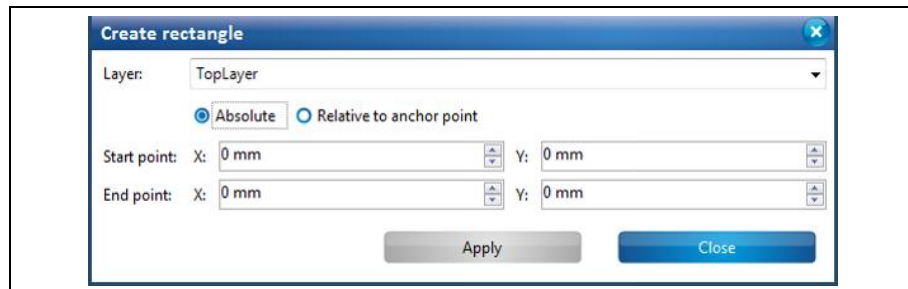 Create rectangle
Layer: TopLayer
Absolute Relative to anchor point
Start point: X: 0 mm Y: 0 mm
End point: X: 0 mm Y: 0 mm
Apply Close